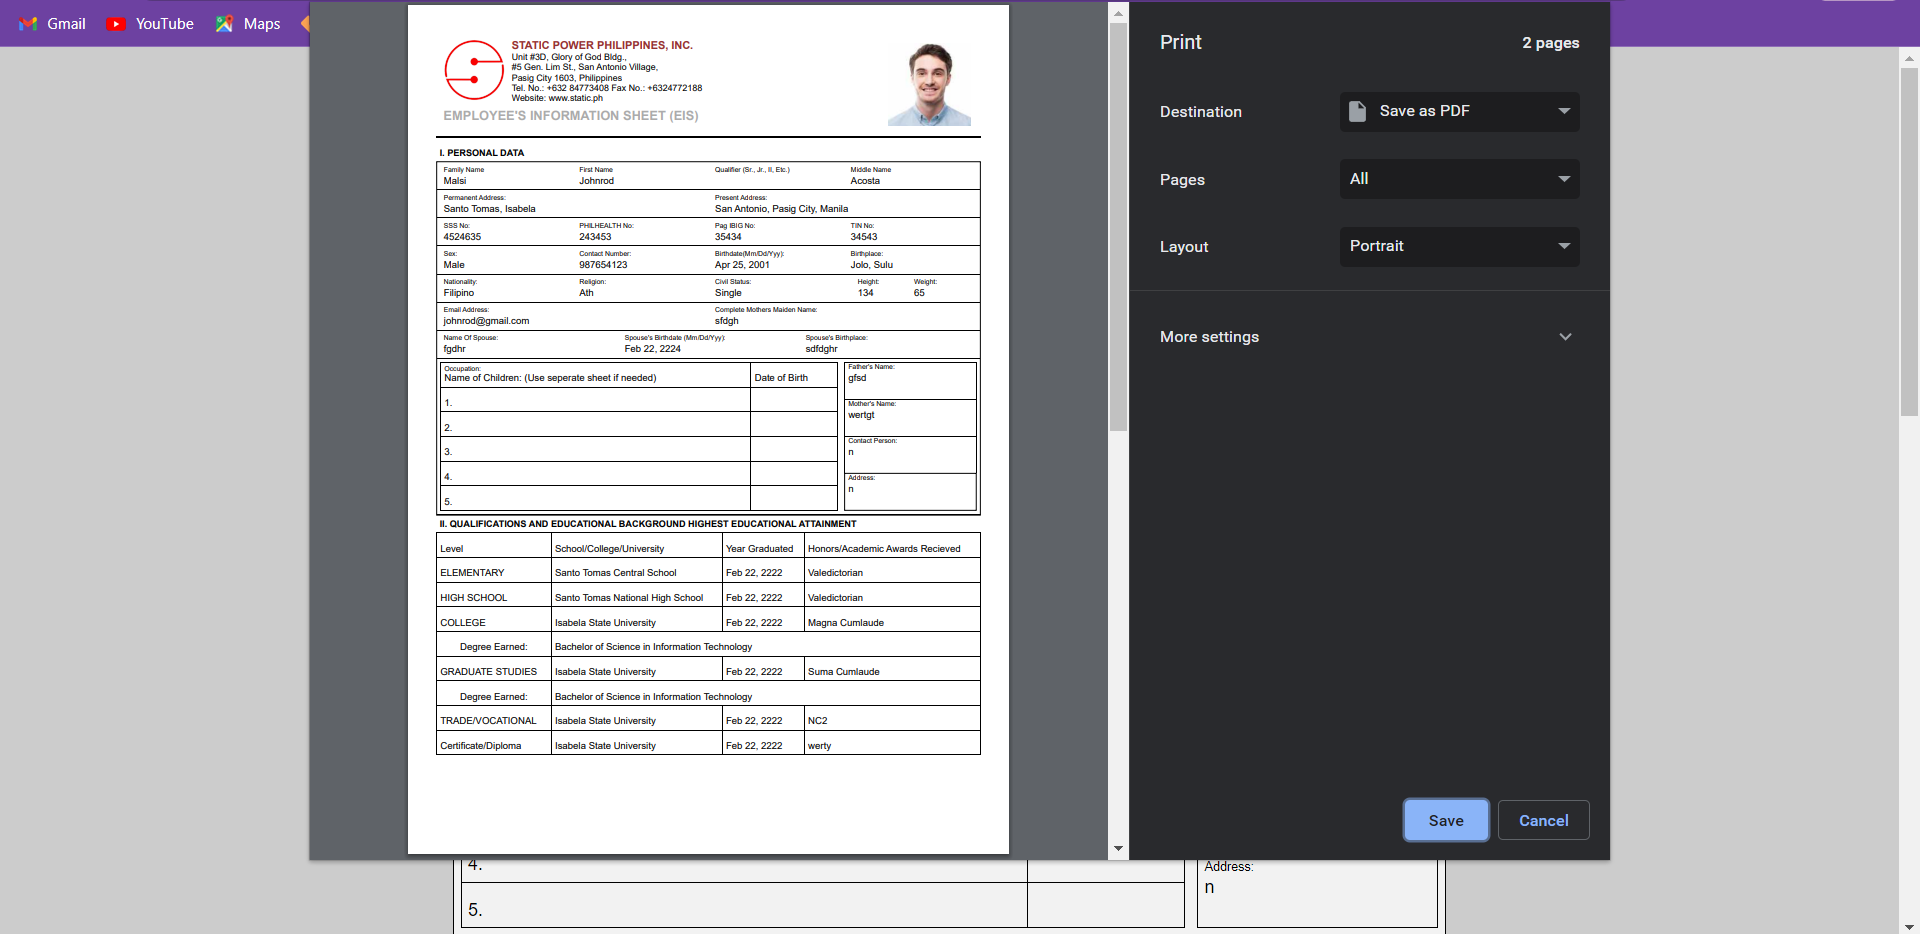 Gmail
YouTube
Maps
STATIC POWER PHILIPPINES, INC.
Unit #3D, Glory of God Bldg.,
#5 Gen. Lim St., San Antonio Village,
Pasig City 1603, Philippines
Tel. No.: +632 84773408 Fax No.: +6324772188
Website: www.static.ph
EMPLOYEE'S INFORMATION SHEET (EIS)
I. PERSONAL DATA
Family Name First Name Qualifier (Sr., Jr., II, Etc.) Middle Name
Malsi Johnrod Acosta
Permanent Address: Present Address:
Santo Tomas, Isabela San Antonio, Pasig City, Manila
SSS No: PHILHEALTH No: Pag IBIG No: TIN No:
4524635 243453 35434 34543
Sex: Contact Number: Birthdate(Mm/Dd/Yyy): Birthplace:
Male 987654123 Apr 25, 2001 Jolo, Sulu
Nationality: Religion: Civil Status: Height: Weight:
Filipino Ath Single 134 65
Email Address: Complete Mothers Maiden Name:
johnrod@gmail.com sfdgh
Name Of Spouse: Spouse's Birthdate (Mm/Dd/Yyy): Spouse's Birthplace:
fgdhr Feb 22, 2224 sdfdghr
Occupation:
Name of Children: (Use seperate sheet if needed) Date of Birth
1.
2.
3.
4.
5.
Father's Name:
gfsd
Mother's Name:
wertgt
Contact Person:
n
Address:
n
II. QUALIFICATIONS AND EDUCATIONAL BACKGROUND HIGHEST EDUCATIONAL ATTAINMENT
Level School/College/University Year Graduated Honors/Academic Awards Recieved
ELEMENTARY Santo Tomas Central School Feb 22, 2222 Valedictorian
HIGH SCHOOL Santo Tomas National High School Feb 22, 2222 Valedictorian
COLLEGE Isabela State University Feb 22, 2222 Magna Cumlaude
Degree Earned: Bachelor of Science in Information Technology
GRADUATE STUDIES Isabela State University Feb 22, 2222 Suma Cumlaude
Degree Earned: Bachelor of Science in Information Technology
TRADE/VOCATIONAL Isabela State University Feb 22, 2222 NC2
Certificate/Diploma Isabela State University Feb 22, 2222 werty
Print 2 pages
Destination Save as PDF
Pages All
Layout Portrait
More settings
Save Cancel
4.
5.
Address:
n